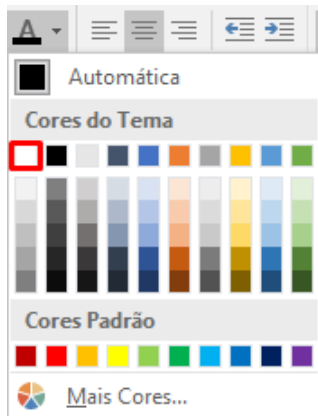 A
Automática
Cores do Tema
Cores Padrão
Mais Cores...